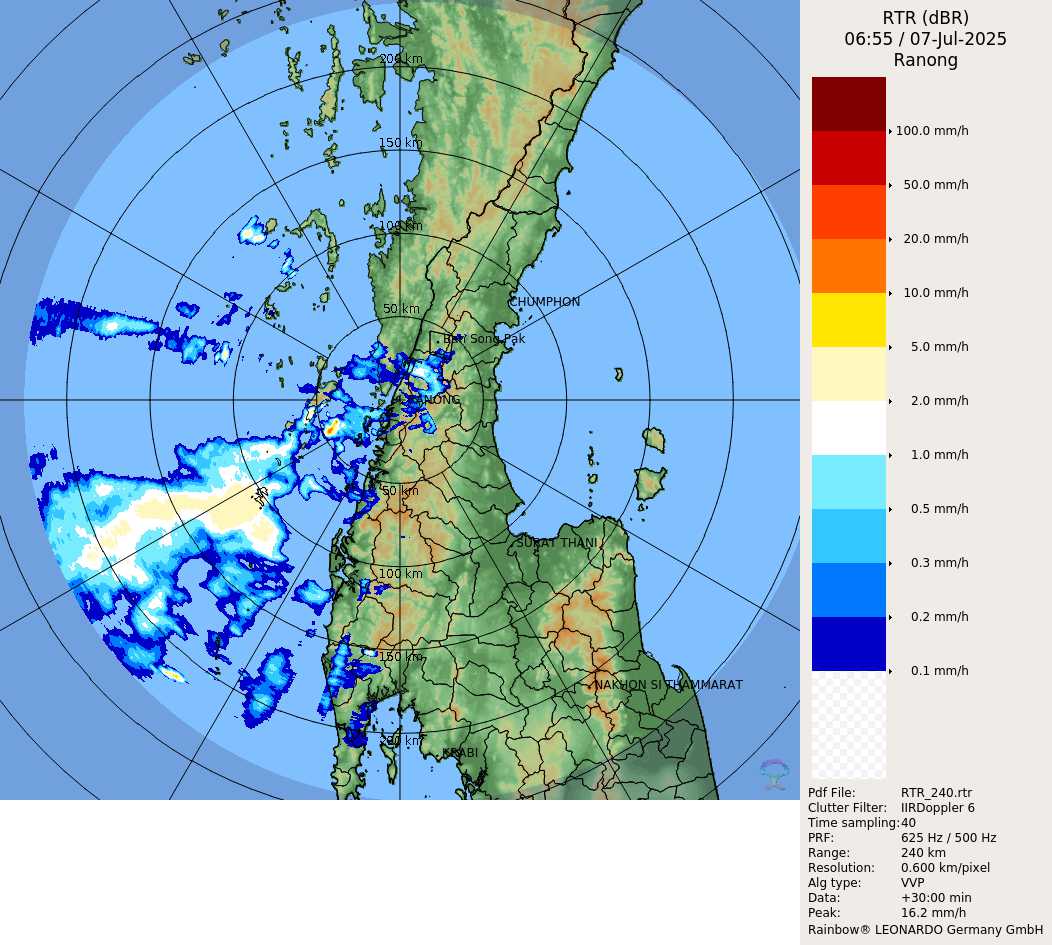 RTR (dBR)
06:55 / 07-Jul-2025
Ranong
200 km
150 km
100 km
50 km
CHUMPHON
Ban Song Pak
RANONG
50 km
SURAT THANI
100 km
150 km
NAKHON SI THAMMARAT
200 km
KRABI
100.0 mm/h
50.0 mm/h
20.0 mm/h
10.0 mm/h
5.0 mm/h
2.0 mm/h
1.0 mm/h
0.5 mm/h
0.3 mm/h
0.2 mm/h
0.1 mm/h
Pdf File: RTR_240.rtr
Clutter Filter: IIRDoppler 6
Time sampling:40
PRF: 625 Hz / 500 Hz
Range: 240 km
Resolution: 0.600 km/pixel
Alg type: VVP
Data: +30:00 min
Peak: 16.2 mm/h
Rainbow® LEONARDO Germany GmbH